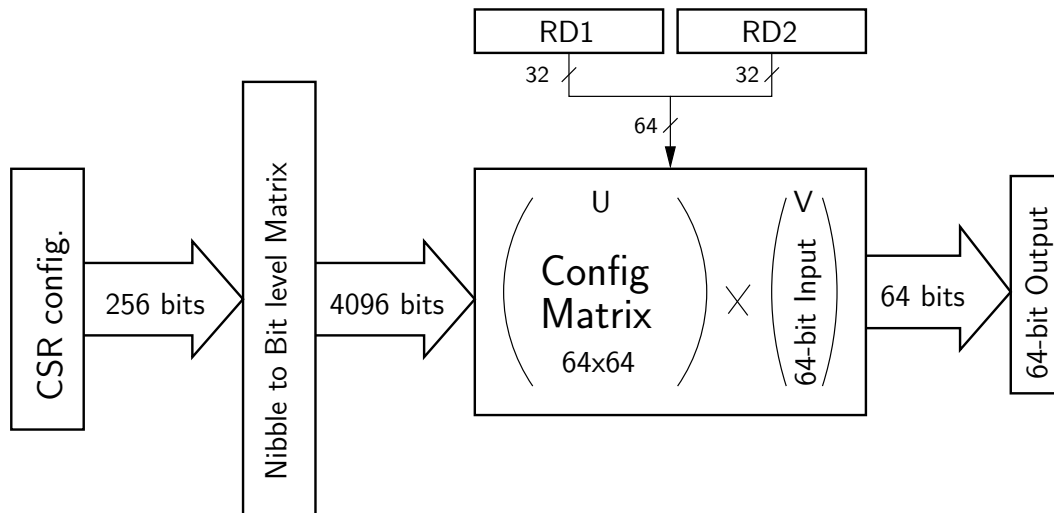 RD1
RD2
32
32
64
CSR config.
256 bits
Nibble to Bit level Matrix
4096 bits
U
Config
Matrix
64x64
V
64-bit Input
64 bits
64-bit Output